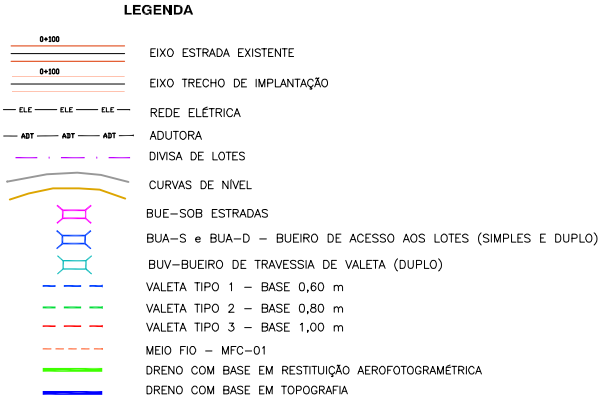 LEGENDA
0+100
EIXO ESTRADA EXISTENTE
0+100
EIXO TRECHO DE IMPLANTAÇÃO
ELE ELE ELE REDE ELÉTRICA
ADT ADT ADT ADUTORA
DIVISA DE LOTES
CURVAS DE NÍVEL
BUE-SOB ESTRADAS
BUA-S e BUA-D - BUEIRO DE ACESSO AOS LOTES (SIMPLES E DUPLO)
BUV-BUEIRO DE TRAVESSIA DE VALETA (DUPLO)
VALETA TIPO 1 - BASE 0,60 m
VALETA TIPO 2 - BASE 0,80 m
VALETA TIPO 3 - BASE 1,00 m
MEIO FIO - MFC-01
DRENO COM BASE EM RESTITUIÇÃO AEROFOTOGRAMÉTRICA
DRENO COM BASE EM TOPOGRAFIA